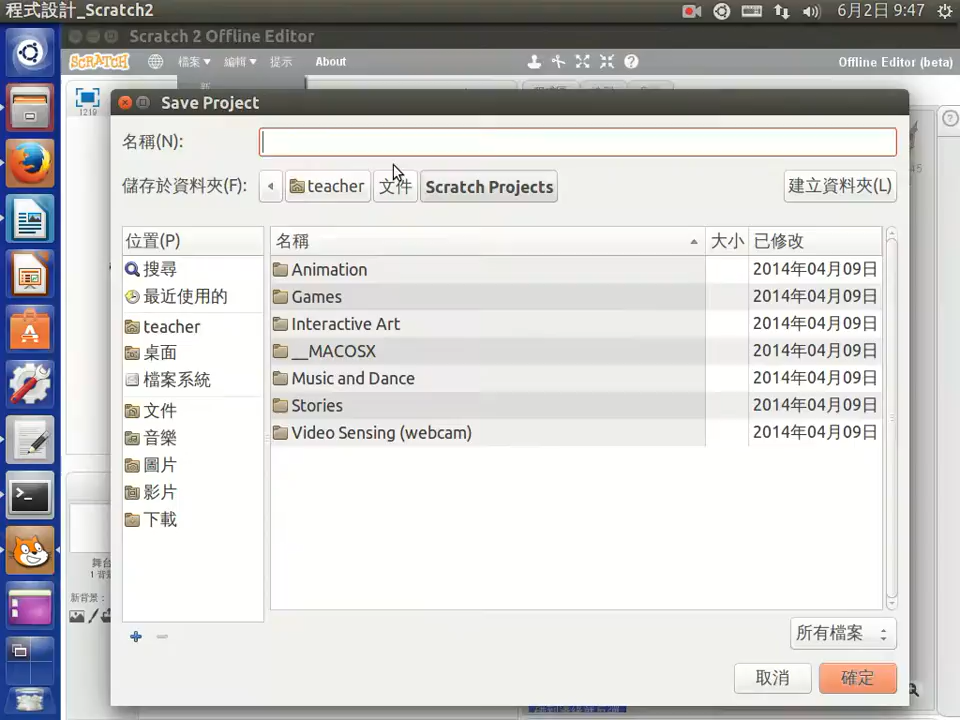 程式設計_Scratch2
6月2日 9:47
Scratch 2 Offline Editor
SCRATCH 檔案▼ 編輯▼ 提示 About
Offline Editor (beta)
Save Project
名稱(N):
儲存於資料夾(F): teacher 文件 Scratch Projects 建立資料夾(L)
位置(P)
搜尋
最近使用的
teacher
桌面
檔案系統
文件
音樂
圖片
影片
下載
名稱 大小 已修改
Animation 2014年04月09日
Games 2014年04月09日
Interactive Art 2014年04月09日
__MACOSX 2014年04月09日
Music and Dance 2014年04月09日
Stories 2014年04月09日
Video Sensing (webcam) 2014年04月09日
所有檔案
取消 確定